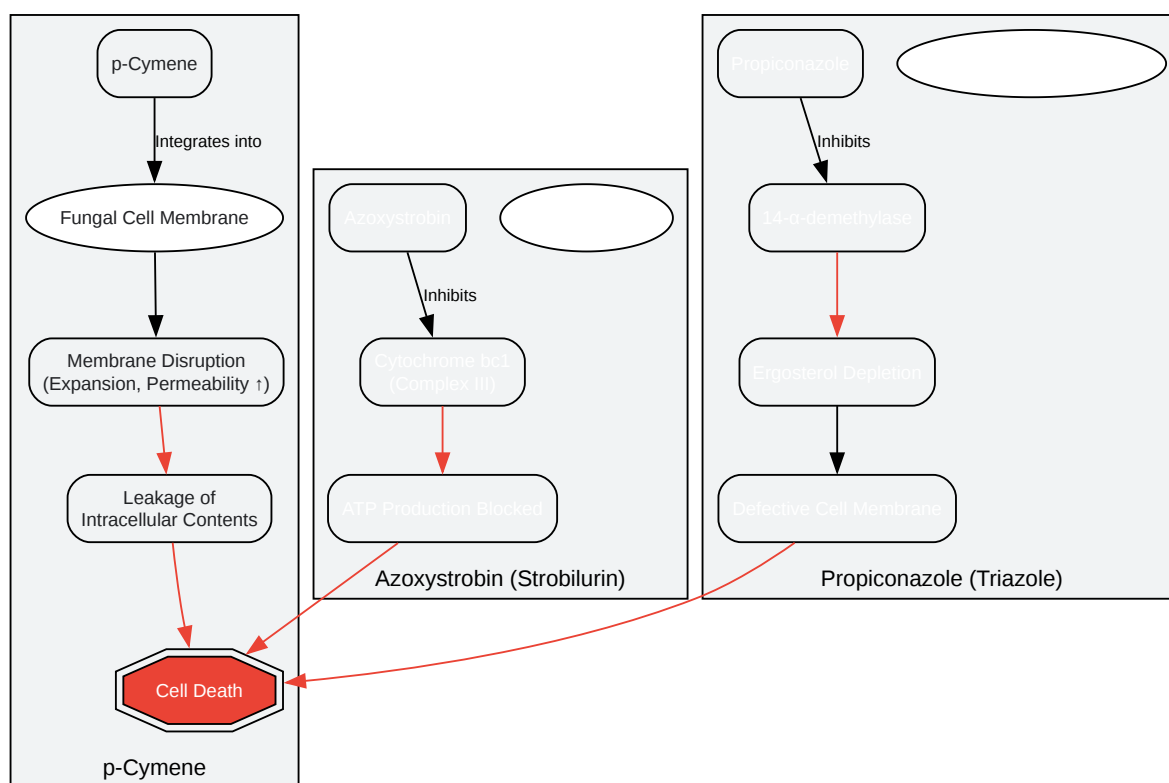 p-Cymene
Integrates into
Fungal Cell Membrane
Membrane Disruption
(Expansion, Permeability ↑)
Leakage of
Intracellular Contents
Cell Death
p-Cymene
Azoxystrobin
Inhibits
Cytochrome bc1
(Complex III)
ATP Production Blocked
Azoxystrobin (Strobilurin)
Propiconazole
Inhibits
14-α-demethylase
Ergosterol Depletion
Defective Cell Membrane
Propiconazole (Triazole)